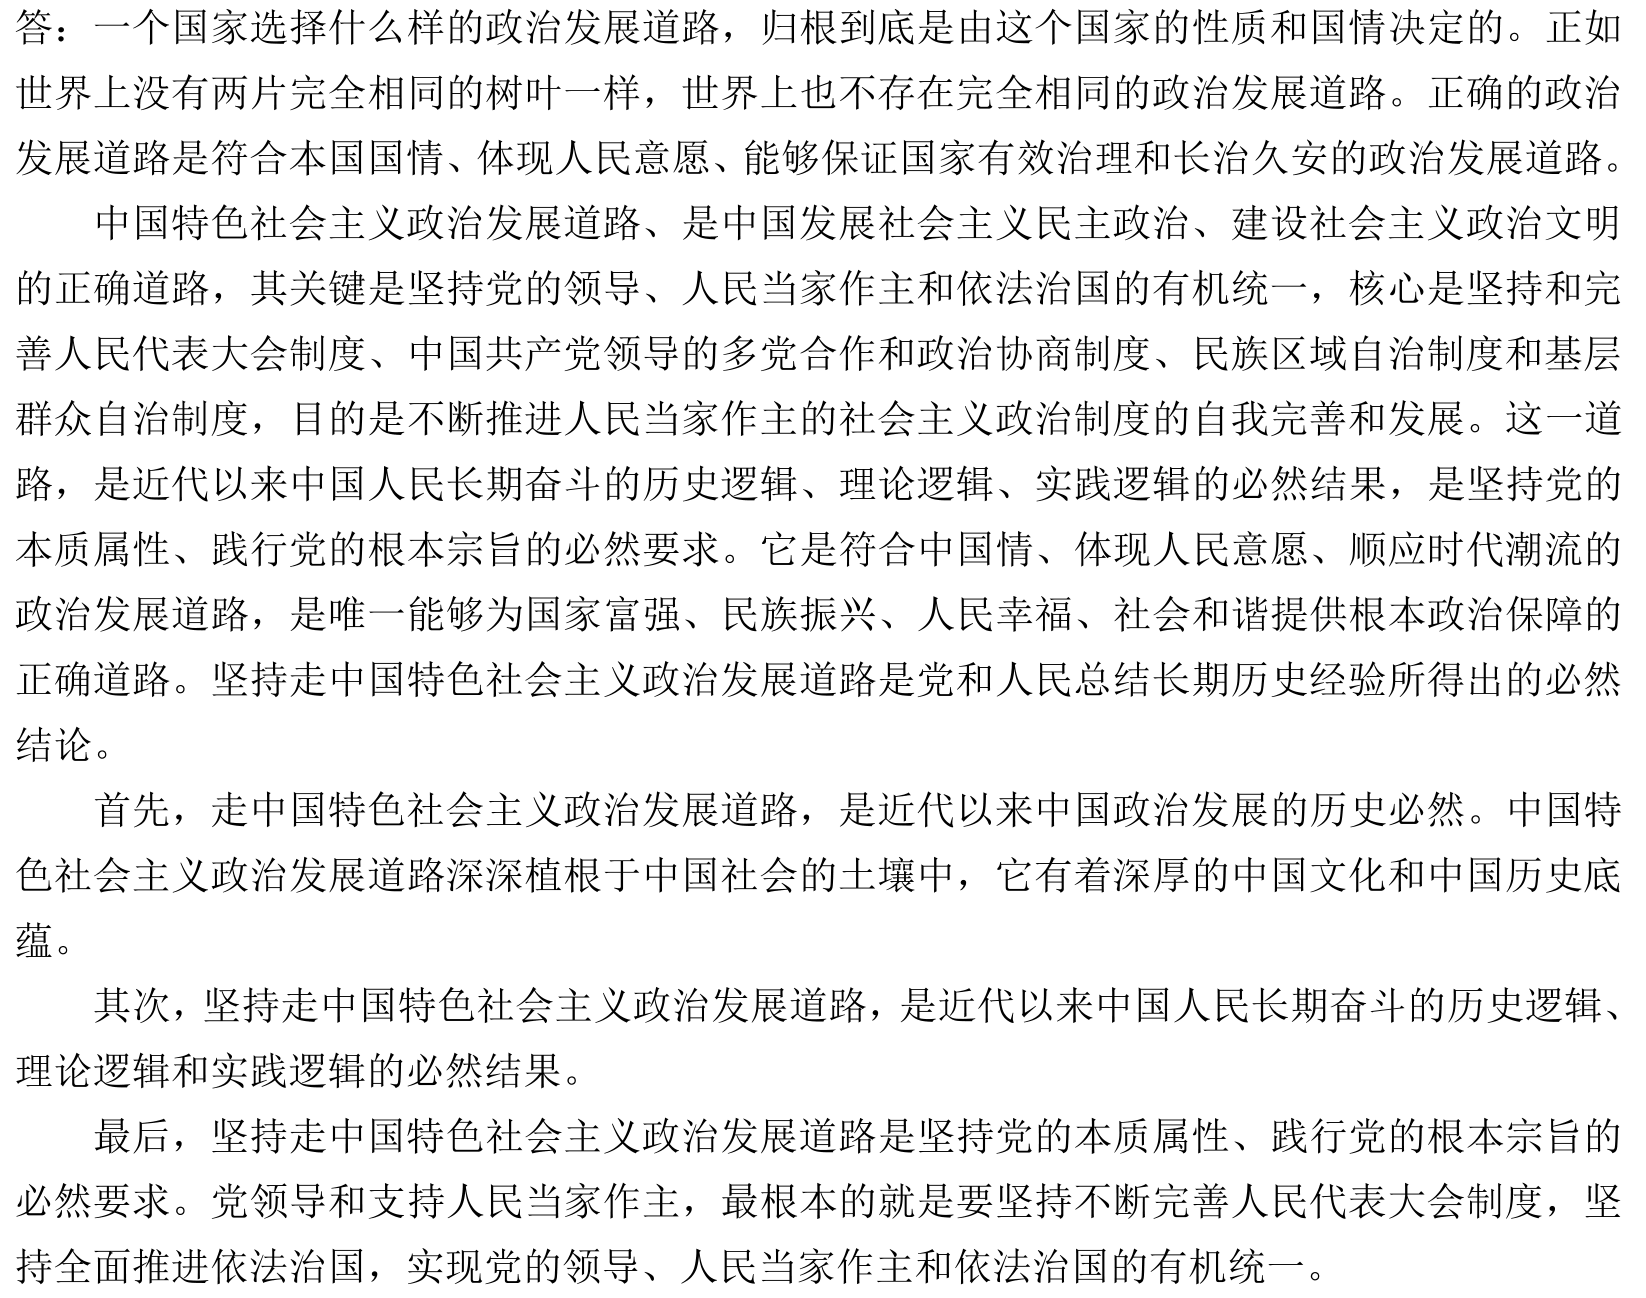 答：一个国家选择什么样的政治发展道路，归根到底是由这个国家的性质和国情决定的。正如
世界上没有两片完全相同的树叶一样，世界上也不存在完全相同的政治发展道路。正确的政治
发展道路是符合本国国情、体现人民意愿、能够保证国家有效治理和长治久安的政治发展道路。
中国特色社会主义政治发展道路、是中国发展社会主义民主政治、建设社会主义政治文明
的正确道路，其关键是坚持党的领导、人民当家作主和依法治国的有机统一，核心是坚持和完
善人民代表大会制度、中国共产党领导的多党合作和政治协商制度、民族区域自治制度和基层
群众自治制度，目的是不断推进人民当家作主的社会主义政治制度的自我完善和发展。这一道
路，是近代以来中国人民长期奋斗的历史逻辑、理论逻辑、实践逻辑的必然结果，是坚持党的
本质属性、践行党的根本宗旨的必然要求。它是符合中国情、体现人民意愿、顺应时代潮流的
政治发展道路，是唯一能够为国家富强、民族振兴、人民幸福、社会和谐提供根本政治保障的
正确道路。坚持走中国特色社会主义政治发展道路是党和人民总结长期历史经验所得出的必然
结论。
首先，走中国特色社会主义政治发展道路，是近代以来中国政治发展的历史必然。中国特
色社会主义政治发展道路深深植根于中国社会的土壤中，它有着深厚的中国文化和中国历史底
蕴。
其次，坚持走中国特色社会主义政治发展道路，是近代以来中国人民长期奋斗的历史逻辑、
理论逻辑和实践逻辑的必然结果。
最后，坚持走中国特色社会主义政治发展道路是坚持党的本质属性、践行党的根本宗旨的
必然要求。党领导和支持人民当家作主，最根本的就是要坚持不断完善人民代表大会制度，坚
持全面推进依法治国，实现党的领导、人民当家作主和依法治国的有机统一。